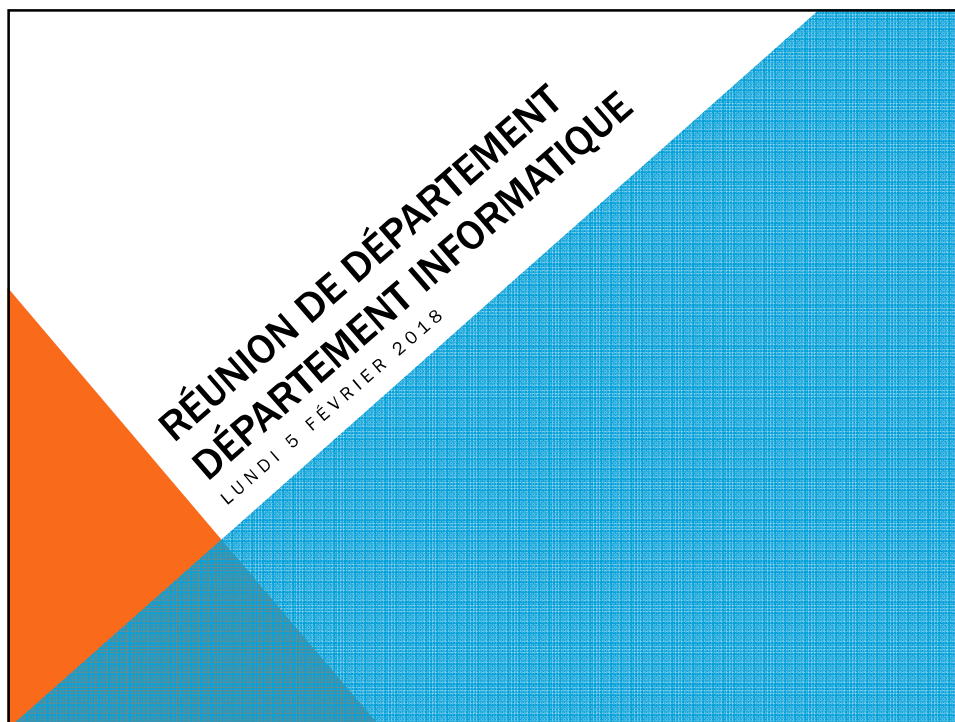 RÉUNION DE DÉPARTEMENT
DÉPARTEMENT INFORMATIQUE
LUNDI 5 FÉVRIER 2018